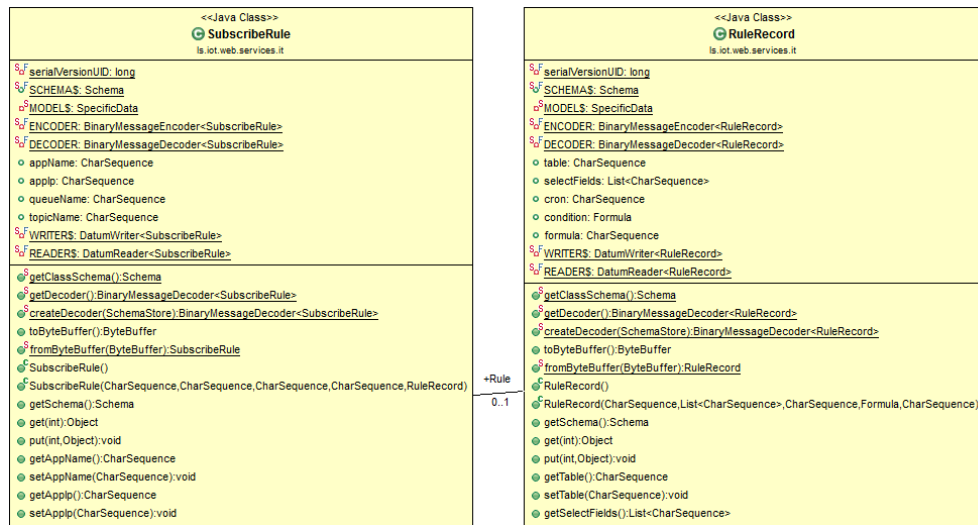 <<Java Class>>
SubscribeRule
ls.iot.web.services.it
serialVersionUID: long
SCHEMA$: Schema
MODEL$: SpecificData
ENCODER: BinaryMessageEncoder<SubscribeRule>
DECODER: BinaryMessageDecoder<SubscribeRule>
appName: CharSequence
appIp: CharSequence
queueName: CharSequence
topicName: CharSequence
WRITER$: DatumWriter<SubscribeRule>
READER$: DatumReader<SubscribeRule>
getClassSchema():Schema
getDecoder():BinaryMessageDecoder<SubscribeRule>
createDecoder(SchemaStore):BinaryMessageDecoder<SubscribeRule>
toByteBuffer():ByteBuffer
fromByteBuffer(ByteBuffer):SubscribeRule
SubscribeRule()
SubscribeRule(CharSequence,CharSequence,CharSequence,CharSequence,RuleRecord)
getSchema():Schema
get(int):Object
put(int,Object):void
getAppName():CharSequence
setAppName(CharSequence):void
getAppIp():CharSequence
setAppIp(CharSequence):void
+Rule
0..1
<<Java Class>>
RuleRecord
ls.iot.web.services.it
serialVersionUID: long
SCHEMA$: Schema
MODEL$: SpecificData
ENCODER: BinaryMessageEncoder<RuleRecord>
DECODER: BinaryMessageDecoder<RuleRecord>
table: CharSequence
selectFields: List<CharSequence>
cron: CharSequence
condition: Formula
formula: CharSequence
WRITER$: DatumWriter<RuleRecord>
READER$: DatumReader<RuleRecord>
getClassSchema():Schema
getDecoder():BinaryMessageDecoder<RuleRecord>
createDecoder(SchemaStore):BinaryMessageDecoder<RuleRecord>
toByteBuffer():ByteBuffer
fromByteBuffer(ByteBuffer):RuleRecord
RuleRecord()
RuleRecord(CharSequence,List<CharSequence>,CharSequence,Formula,CharSequence)
getSchema():Schema
get(int):Object
put(int,Object):void
getTable():CharSequence
setTable(CharSequence):void
getSelectFields():List<CharSequence>